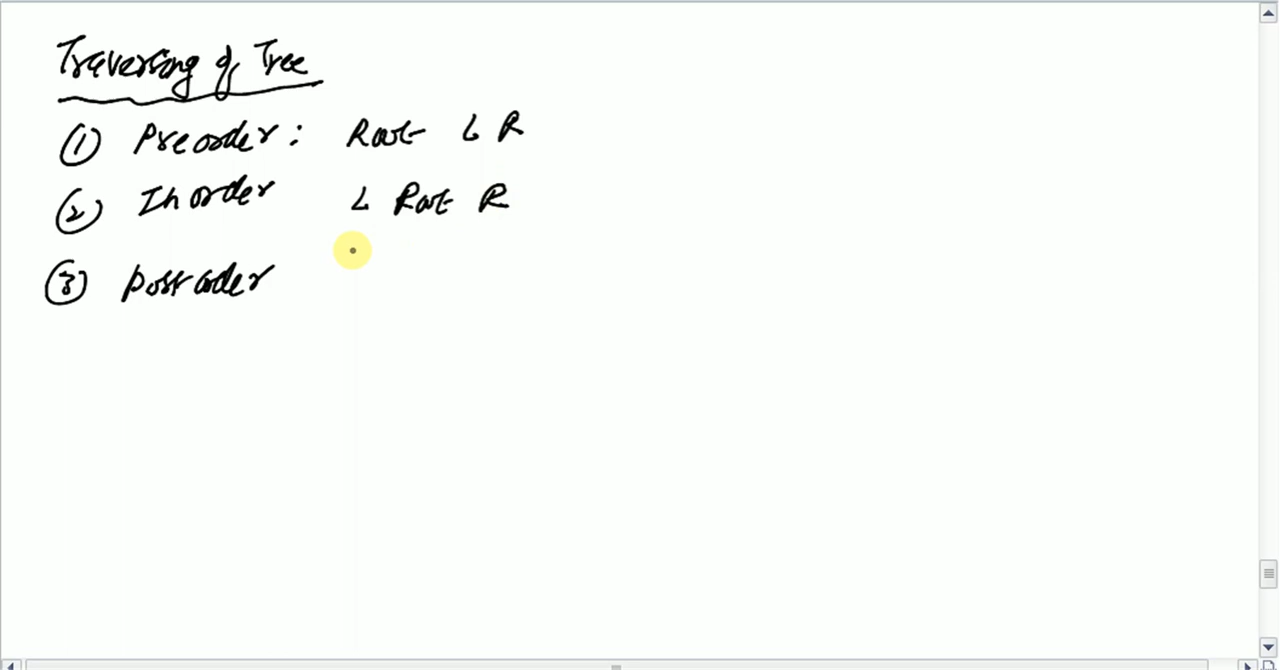 Traversing of Tree
① Preorder: Root L R
② Inorder L Root R
③ postorder